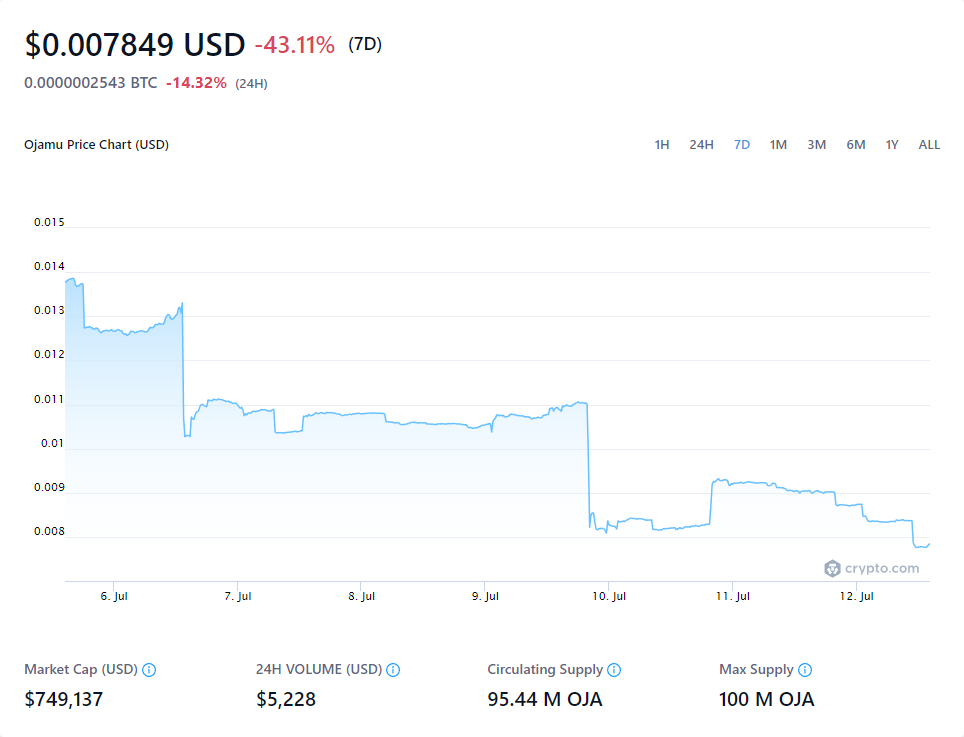 $0.007849 USD -43.11% (7D)
0.0000002543 BTC -14.32% (24H)
Ojamu Price Chart (USD) 1H 24H 7D 1M 3M 6M 1Y ALL
0.015
0.014
0.013
0.012
0.011
0.01
0.009
0.008
crypto.com
6. Jul 7. Jul 8. Jul 9. Jul 10. Jul 11. Jul 12. Jul
Market Cap (USD) 24H VOLUME (USD) Circulating Supply Max Supply
$749,137 $5,228 95.44 M OJA 100 M OJA